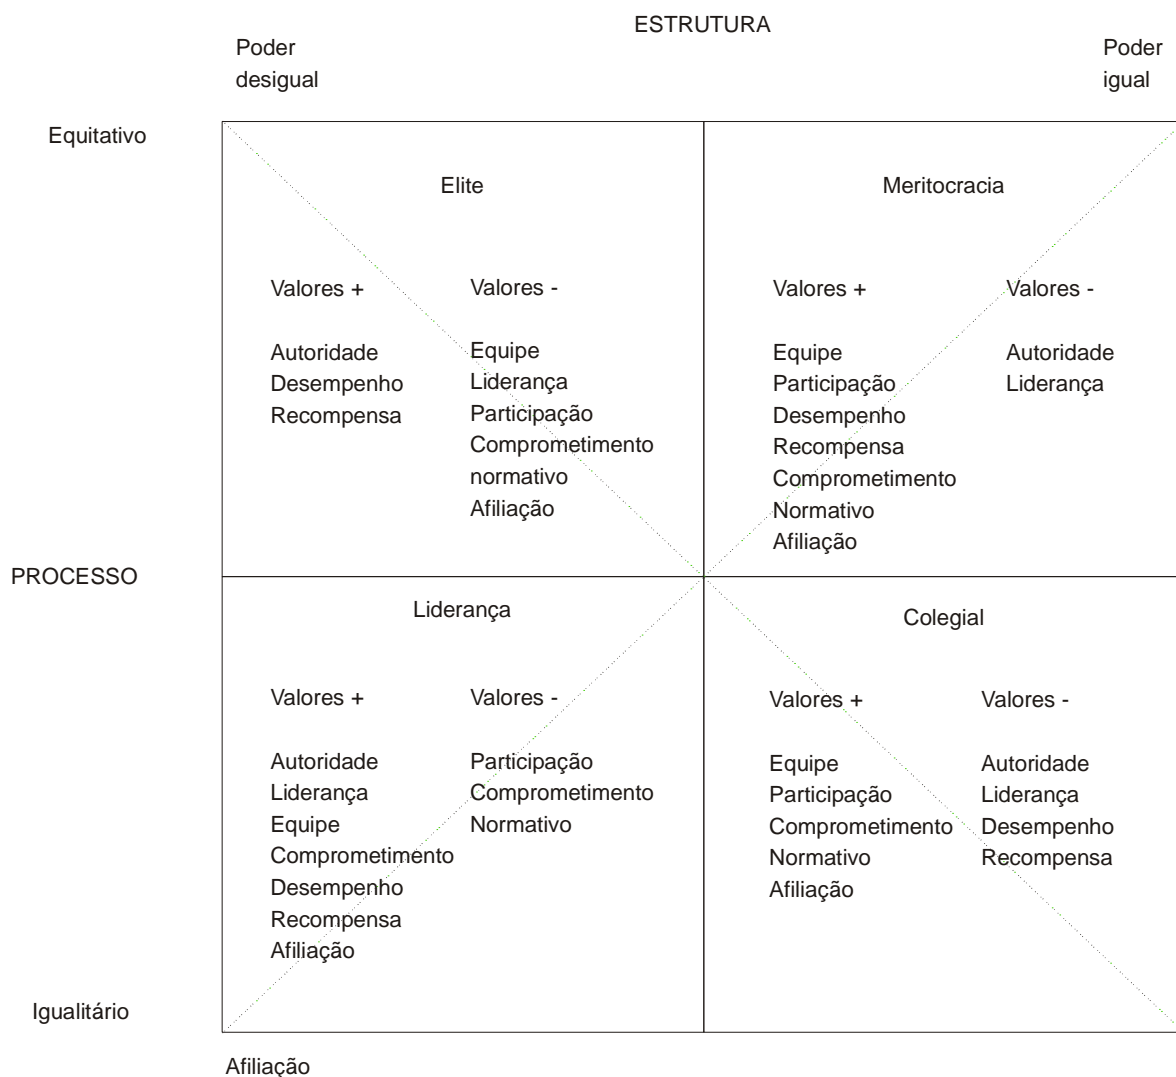 ESTRUTURA
Poder
desigual
Poder
igual
Equitativo
Elite
Valores +
Autoridade
Desempenho
Recompensa
Valores -
Equipe
Liderança
Participação
Comprometimento
normativo
Afiliação
Meritocracia
Valores +
Equipe
Participação
Desempenho
Recompensa
Comprometimento
Normativo
Afiliação
Valores -
Autoridade
Liderança
PROCESSO
Liderança
Valores +
Autoridade
Liderança
Equipe
Comprometimento
Desempenho
Recompensa
Afiliação
Valores -
Participação
Comprometimento
Normativo
Colegial
Valores +
Equipe
Participação
Comprometimento
Normativo
Afiliação
Valores -
Autoridade
Liderança
Desempenho
Recompensa
Igualitário
Afiliação